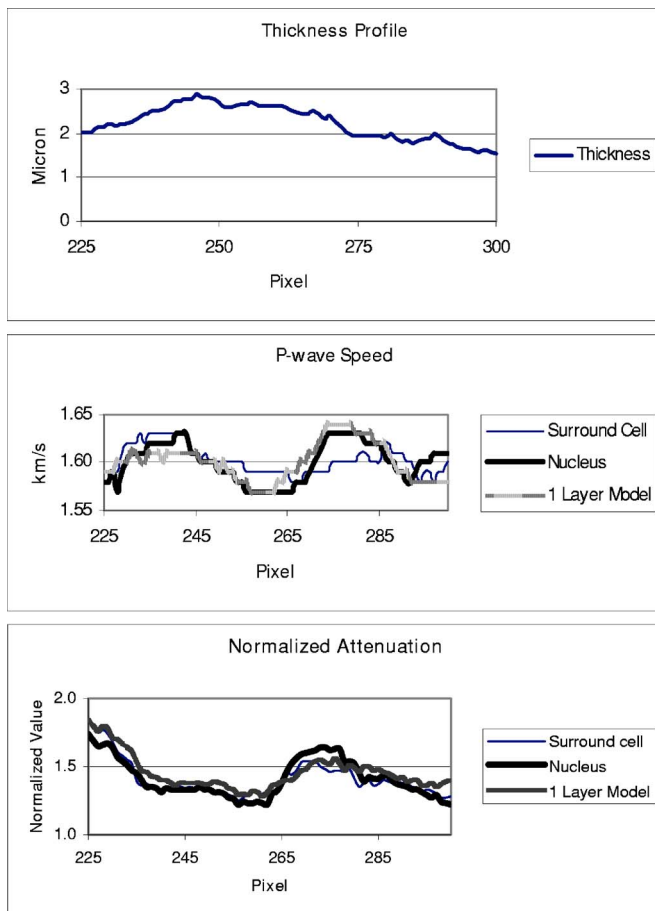 Thickness Profile
3
2
1
0
Micron
225 250 275 300
Pixel
Thickness
P-wave Speed
1.65
1.60
1.55
km/s
225 245 265 285
Pixel
Surround Cell
Nucleus
1 Layer Model
Normalized Attenuation
2.0
1.5
1.0
Normalized Value
225 245 265 285
Pixel
Surround cell
Nucleus
1 Layer Model